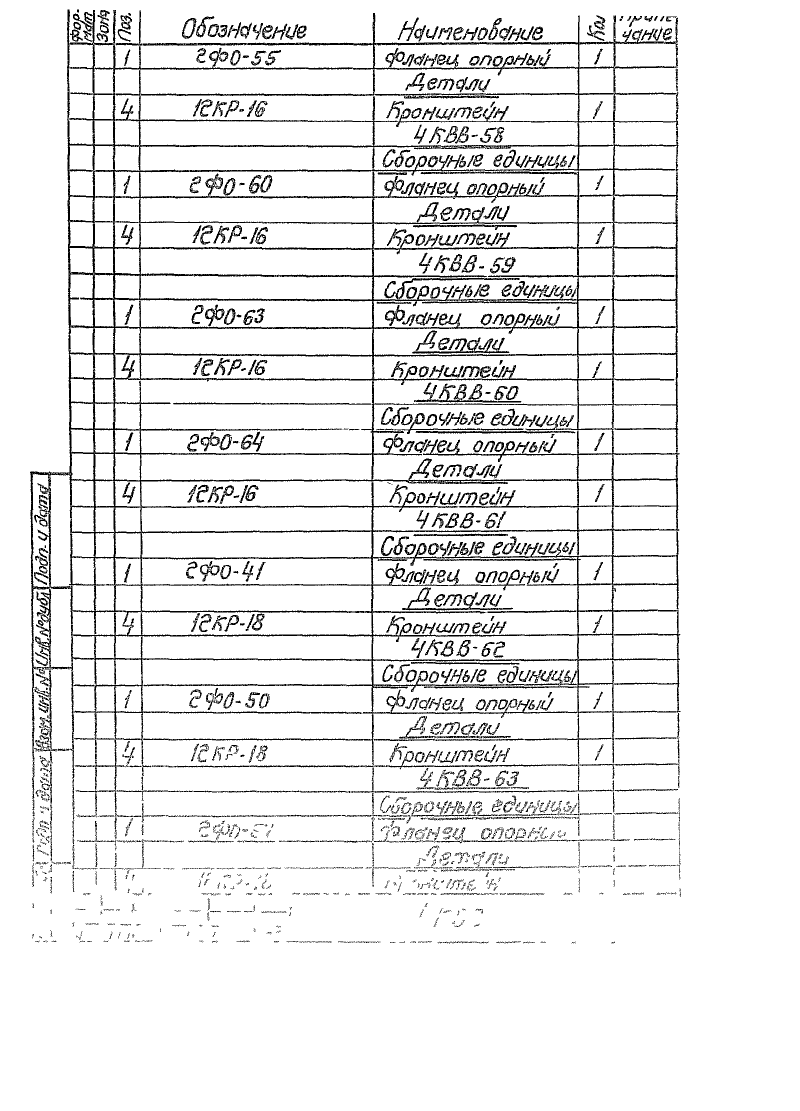 Фор-мат Зона Поз. Обозначение Наименование Кол Приме-чание
1 2ФО-55 Фланец опорный 1
Детали
4 12КР-16 Кронштейн 1
4КВВ-58
Сборочные единицы
1 2ФО-60 Фланец опорный 1
Детали
4 12КР-16 Кронштейн 1
4КВВ-59
Сборочные единицы
1 2ФО-63 Фланец опорный 1
Детали
4 12КР-16 Кронштейн 1
4КВВ-60
Сборочные единицы
1 2ФО-64 Фланец опорный 1
Детали
4 12КР-16 Кронштейн 1
4КВВ-61
Сборочные единицы
1 2ФО-41 Фланец опорный 1
Детали
4 12КР-18 Кронштейн 1
4КВВ-62
Сборочные единицы
1 2ФО-50 Фланец опорный 1
Детали
4 12КР-18 Кронштейн 1
4КВВ-63
Сборочные единицы
1 2ФО-51 Фланец опорный
Детали
Подп. и дата
Инв. № дубл
Взам. инв. №
Подп. и дата